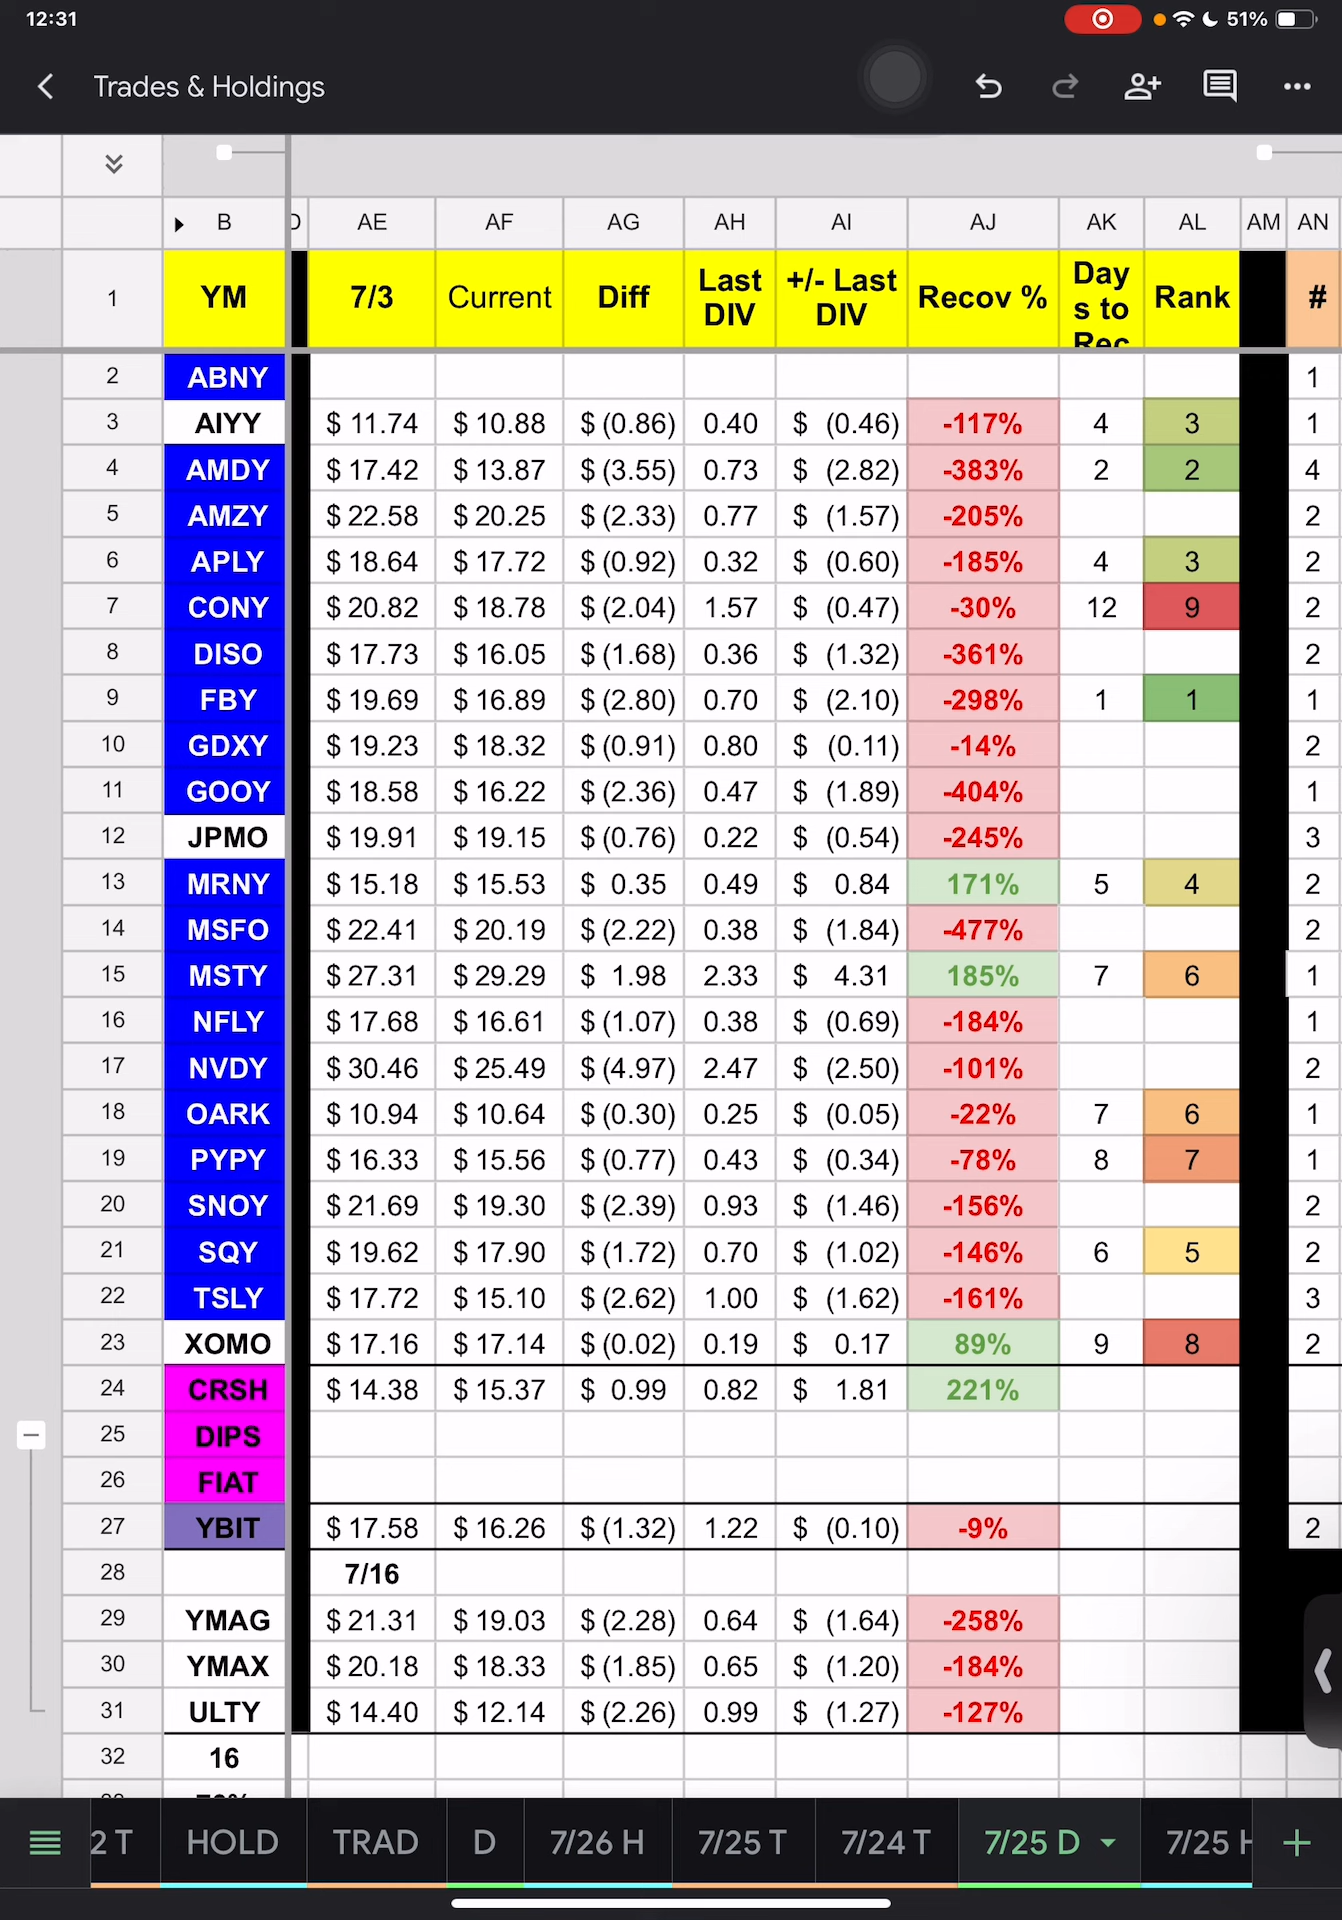 12:31 51%
Trades & Holdings
B AE AF AG AH AI AJ AK AL AM AN
1 YM 7/3 Current Diff Last DIV +/- Last DIV Recov % Day s to Rec Rank #
2 ABNY 1
3 AIYY $ 11.74 $ 10.88 $ (0.86) 0.40 $ (0.46) -117% 4 3 1
4 AMDY $ 17.42 $ 13.87 $ (3.55) 0.73 $ (2.82) -383% 2 2 4
5 AMZY $ 22.58 $ 20.25 $ (2.33) 0.77 $ (1.57) -205% 2
6 APLY $ 18.64 $ 17.72 $ (0.92) 0.32 $ (0.60) -185% 4 3 2
7 CONY $ 20.82 $ 18.78 $ (2.04) 1.57 $ (0.47) -30% 12 9 2
8 DISO $ 17.73 $ 16.05 $ (1.68) 0.36 $ (1.32) -361% 2
9 FBY $ 19.69 $ 16.89 $ (2.80) 0.70 $ (2.10) -298% 1 1 1
10 GDXY $ 19.23 $ 18.32 $ (0.91) 0.80 $ (0.11) -14% 2
11 GOOY $ 18.58 $ 16.22 $ (2.36) 0.47 $ (1.89) -404% 1
12 JPMO $ 19.91 $ 19.15 $ (0.76) 0.22 $ (0.54) -245% 3
13 MRNY $ 15.18 $ 15.53 $ 0.35 0.49 $ 0.84 171% 5 4 2
14 MSFO $ 22.41 $ 20.19 $ (2.22) 0.38 $ (1.84) -477% 2
15 MSTY $ 27.31 $ 29.29 $ 1.98 2.33 $ 4.31 185% 7 6 1
16 NFLY $ 17.68 $ 16.61 $ (1.07) 0.38 $ (0.69) -184% 1
17 NVDY $ 30.46 $ 25.49 $ (4.97) 2.47 $ (2.50) -101% 2
18 OARK $ 10.94 $ 10.64 $ (0.30) 0.25 $ (0.05) -22% 7 6 1
19 PYPY $ 16.33 $ 15.56 $ (0.77) 0.43 $ (0.34) -78% 8 7 1
20 SNOY $ 21.69 $ 19.30 $ (2.39) 0.93 $ (1.46) -156% 2
21 SQY $ 19.62 $ 17.90 $ (1.72) 0.70 $ (1.02) -146% 6 5 2
22 TSLY $ 17.72 $ 15.10 $ (2.62) 1.00 $ (1.62) -161% 3
23 XOMO $ 17.16 $ 17.14 $ (0.02) 0.19 $ 0.17 89% 9 8 2
24 CRSH $ 14.38 $ 15.37 $ 0.99 0.82 $ 1.81 221%
25 DIPS
26 FIAT
27 YBIT $ 17.58 $ 16.26 $ (1.32) 1.22 $ (0.10) -9% 2
28 7/16
29 YMAG $ 21.31 $ 19.03 $ (2.28) 0.64 $ (1.64) -258%
30 YMAX $ 20.18 $ 18.33 $ (1.85) 0.65 $ (1.20) -184%
31 ULTY $ 14.40 $ 12.14 $ (2.26) 0.99 $ (1.27) -127%
32 16
2 T HOLD TRAD D 7/26 H 7/25 T 7/24 T 7/25 D 7/25 H